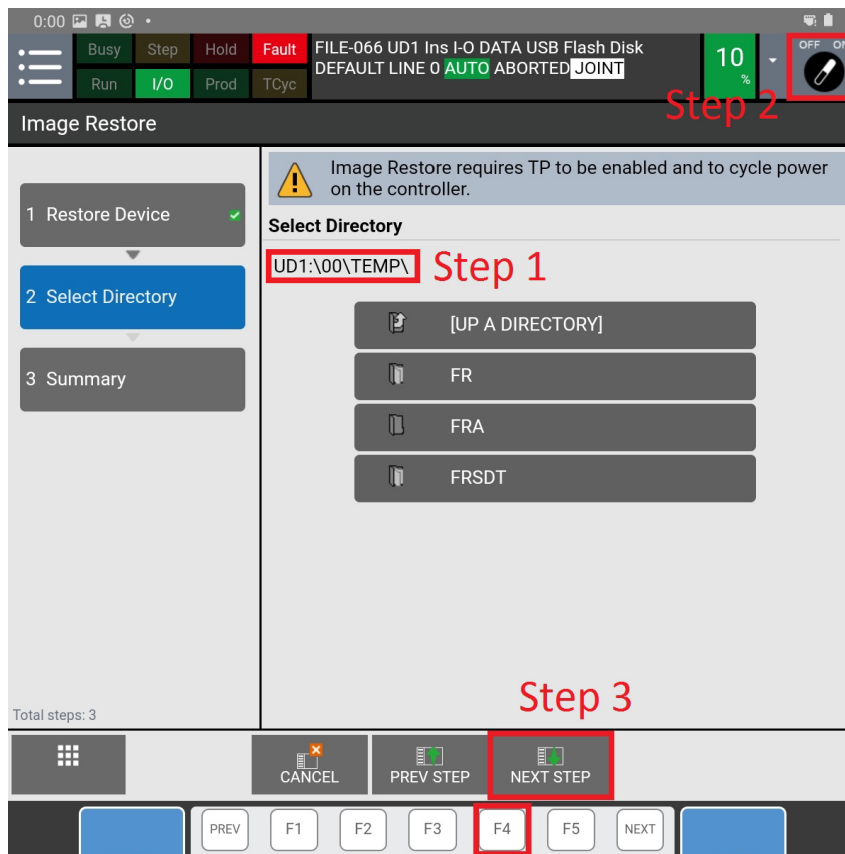 0:00
Busy Step Hold Fault
Run I/O Prod TCyc
FILE-066 UD1 Ins I-O DATA USB Flash Disk
DEFAULT LINE 0 AUTO ABORTED JOINT
10
%
OFF ON
Step 2
Image Restore
Image Restore requires TP to be enabled and to cycle power
on the controller.
1 Restore Device
2 Select Directory
3 Summary
Total steps: 3
Select Directory
UD1:\00\TEMP\
Step 1
[UP A DIRECTORY]
FR
FRA
FRSDT
Step 3
CANCEL PREV STEP NEXT STEP
PREV F1 F2 F3 F4 F5 NEXT